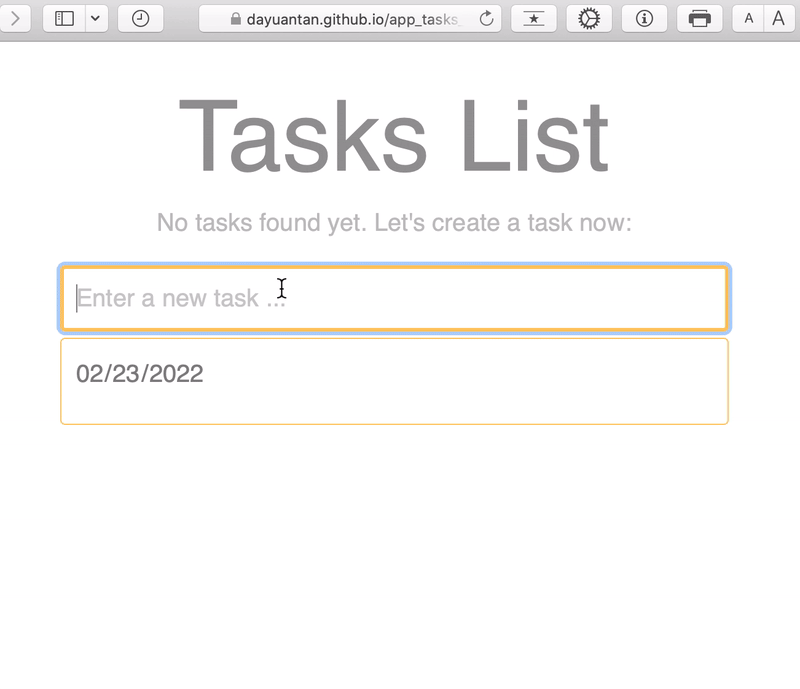 dayuantan.github.io/app_tasks_
A A
Tasks List
No tasks found yet. Let's create a task now:
Enter a new task ...
02/23/2022